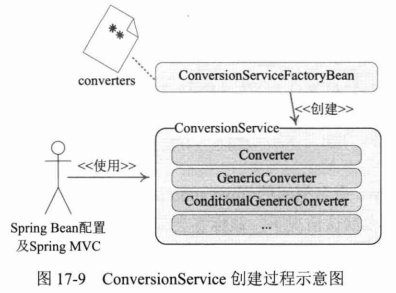 **
converters
ConversionServiceFactoryBean
<<创建>>
ConversionService
Converter
GenericConverter
ConditionalGenericConverter
...
<<使用>>
Spring Bean配置
及Spring MVC
图 17-9 ConversionService 创建过程示意图